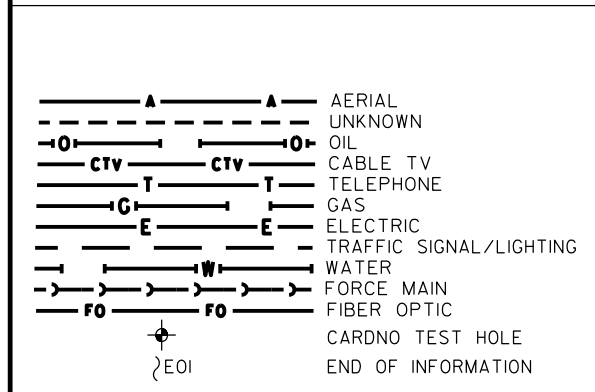 A A AERIAL
UNKNOWN
O O OIL
CTV CTV CABLE TV
T T TELEPHONE
G GAS
E E ELECTRIC
TRAFFIC SIGNAL/LIGHTING
W WATER
FORCE MAIN
FO FO FIBER OPTIC
CARDNO TEST HOLE
EOI END OF INFORMATION